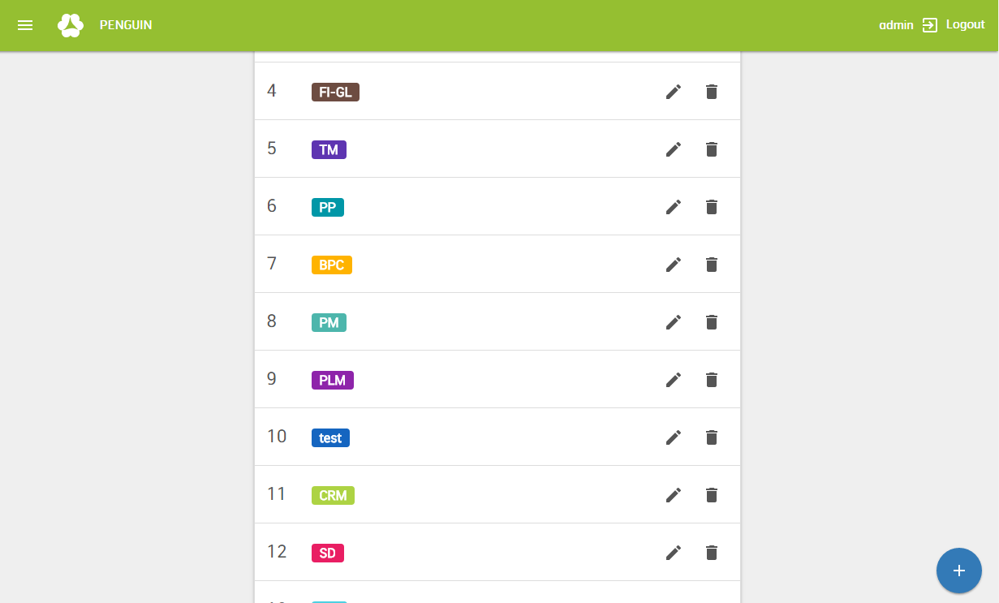 PENGUIN
admin Logout
4 FI-GL
5 TM
6 PP
7 BPC
8 PM
9 PLM
10 test
11 CRM
12 SD